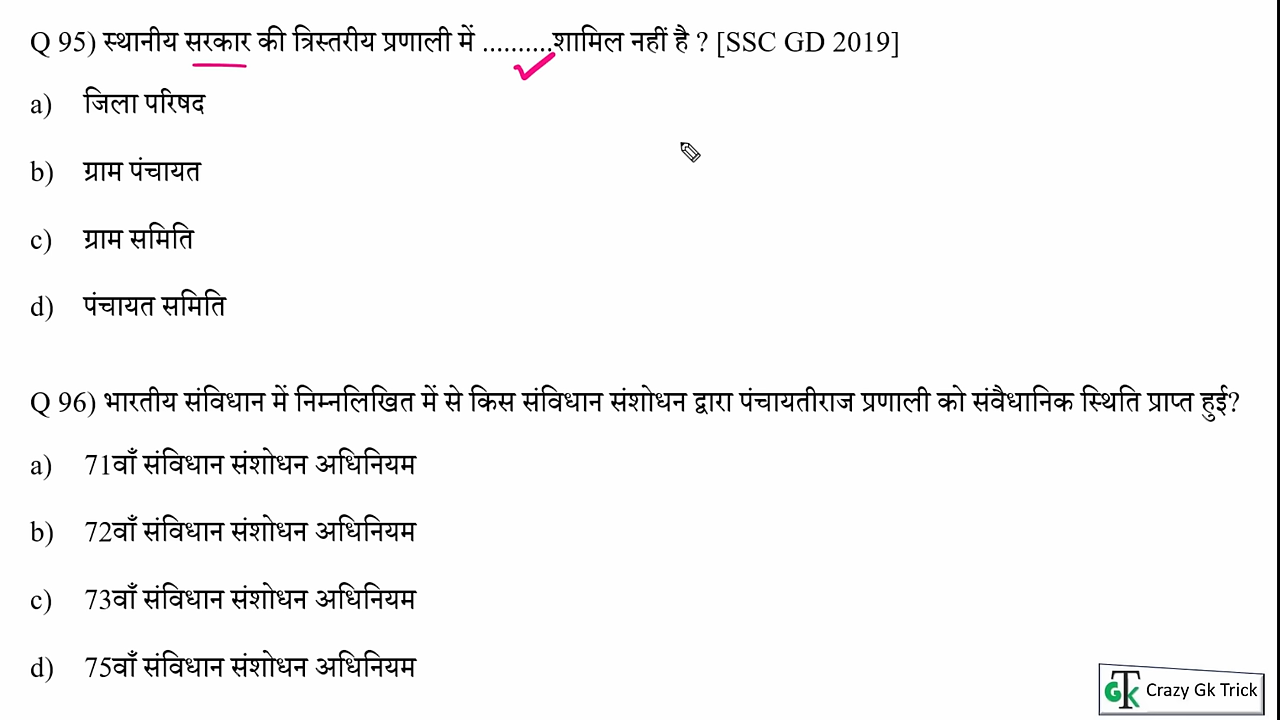 Q 95) स्थानीय सरकार की त्रिस्तरीय प्रणाली में ..........शामिल नहीं है ? [SSC GD 2019]
a) जिला परिषद
b) ग्राम पंचायत
c) ग्राम समिति
d) पंचायत समिति
Q 96) भारतीय संविधान में निम्नलिखित में से किस संविधान संशोधन द्वारा पंचायतीराज प्रणाली को संवैधानिक स्थिति प्राप्त हुई?
a) 71वाँ संविधान संशोधन अधिनियम
b) 72वाँ संविधान संशोधन अधिनियम
c) 73वाँ संविधान संशोधन अधिनियम
d) 75वाँ संविधान संशोधन अधिनियम
GTK Crazy Gk Trick